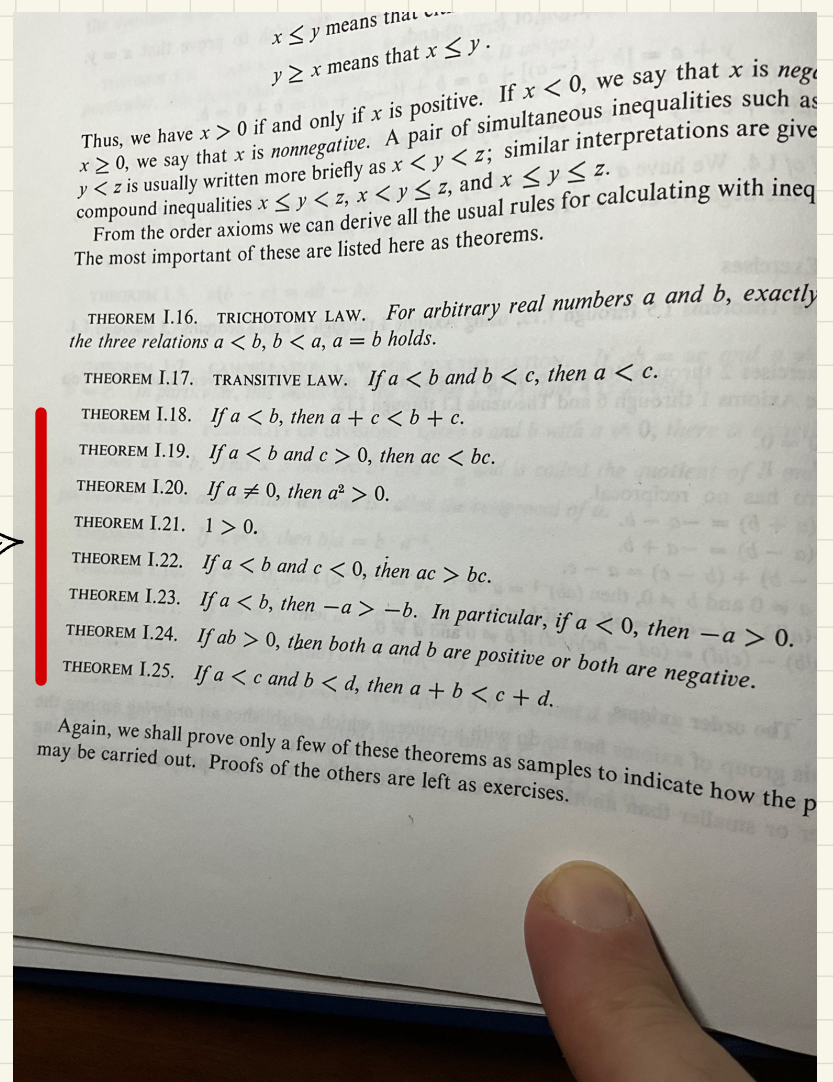 x ≤ y means that
y ≥ x means that x ≤ y.
Thus, we have x > 0 if and only if x is positive. If x < 0, we say that x is
x ≥ 0, we say that x is nonnegative. A pair of simultaneous inequalities such as
y < z is usually written more briefly as x < y < z; similar interpretations are give
compound inequalities x ≤ y < z, x < y ≤ z, and x ≤ y ≤ z.
From the order axioms we can derive all the usual rules for calculating with ineq
The most important of these are listed here as theorems.
THEOREM I.16. TRICHOTOMY LAW. For arbitrary real numbers a and b, exactly
the three relations a < b, b < a, a = b holds.
THEOREM I.17. TRANSITIVE LAW. If a < b and b < c, then a < c.
THEOREM I.18. If a < b, then a + c < b + c.
THEOREM I.19. If a < b and c > 0, then ac < bc.
THEOREM I.20. If a ≠ 0, then a² > 0.
THEOREM I.21. 1 > 0.
THEOREM I.22. If a < b and c < 0, then ac > bc.
THEOREM I.23. If a < b, then −a > −b. In particular, if a < 0, then −a > 0.
THEOREM I.24. If ab > 0, then both a and b are positive or both are negative.
THEOREM I.25. If a < c and b < d, then a + b < c + d.
Again, we shall prove only a few of these theorems as samples to indicate how the p
may be carried out. Proofs of the others are left as exercises.